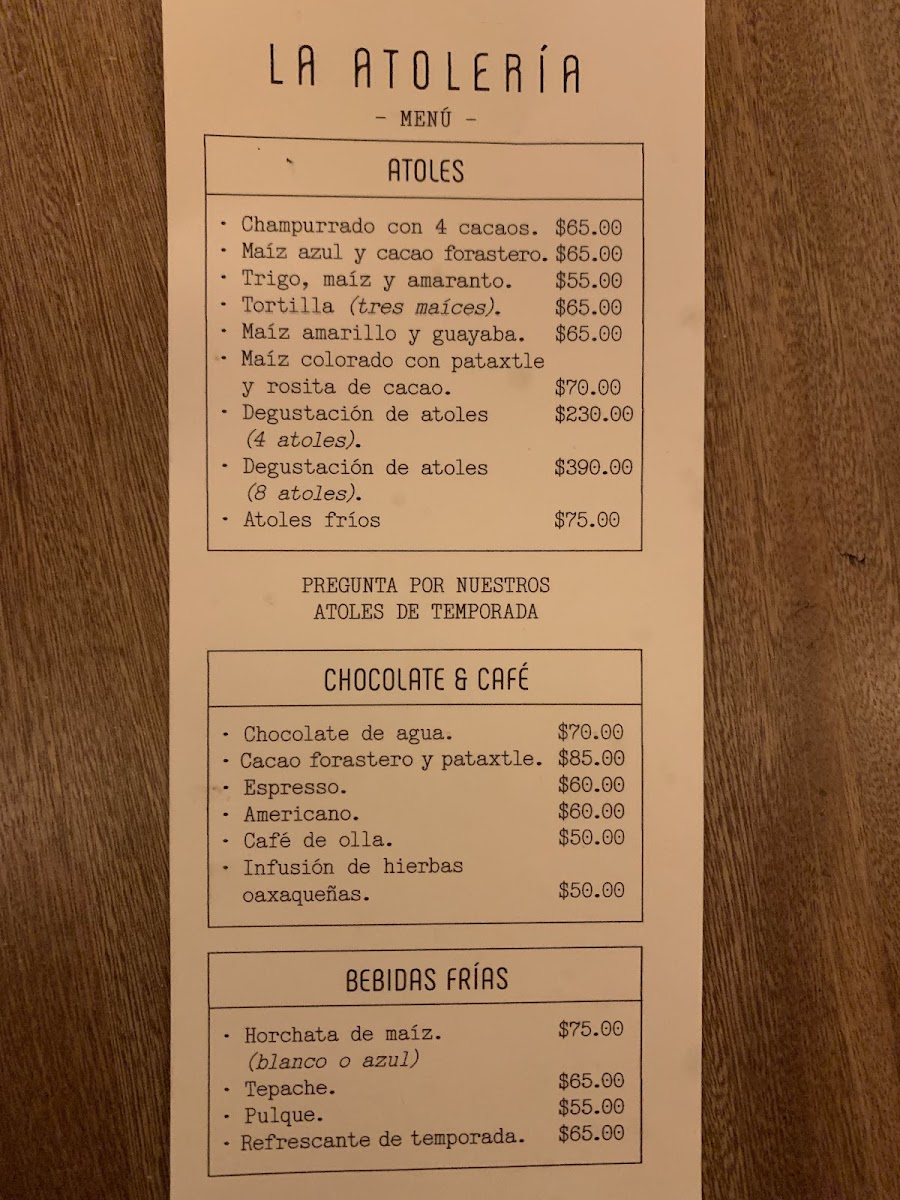 LA ATOLERÍA
- MENÚ -
ATOLES
· Champurrado con 4 cacaos. $65.00
· Maíz azul y cacao forastero. $65.00
· Trigo, maíz y amaranto. $55.00
· Tortilla (tres maíces). $65.00
· Maíz amarillo y guayaba. $65.00
· Maíz colorado con pataxtle
y rosita de cacao. $70.00
· Degustación de atoles $230.00
(4 atoles).
· Degustación de atoles $390.00
(8 atoles).
· Atoles fríos $75.00
PREGUNTA POR NUESTROS
ATOLES DE TEMPORADA
CHOCOLATE & CAFÉ
· Chocolate de agua. $70.00
· Cacao forastero y pataxtle. $85.00
· Espresso. $60.00
· Americano. $60.00
· Café de olla. $50.00
· Infusión de hierbas
oaxaqueñas. $50.00
BEBIDAS FRÍAS
· Horchata de maíz. $75.00
(blanco o azul)
· Tepache. $65.00
· Pulque. $55.00
· Refrescante de temporada. $65.00